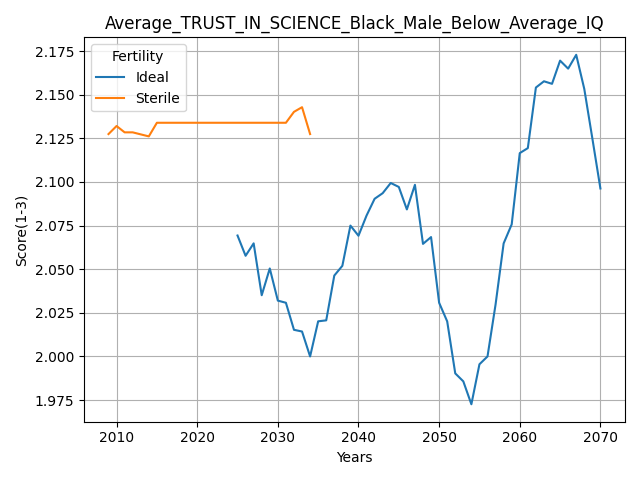 Average_TRUST_IN_SCIENCE_Black_Male_Below_Average_IQ
Fertility
Ideal
Sterile
Score(1-3)
2.175
2.150
2.125
2.100
2.075
2.050
2.025
2.000
1.975
2010 2020 2030 2040 2050 2060 2070
Years